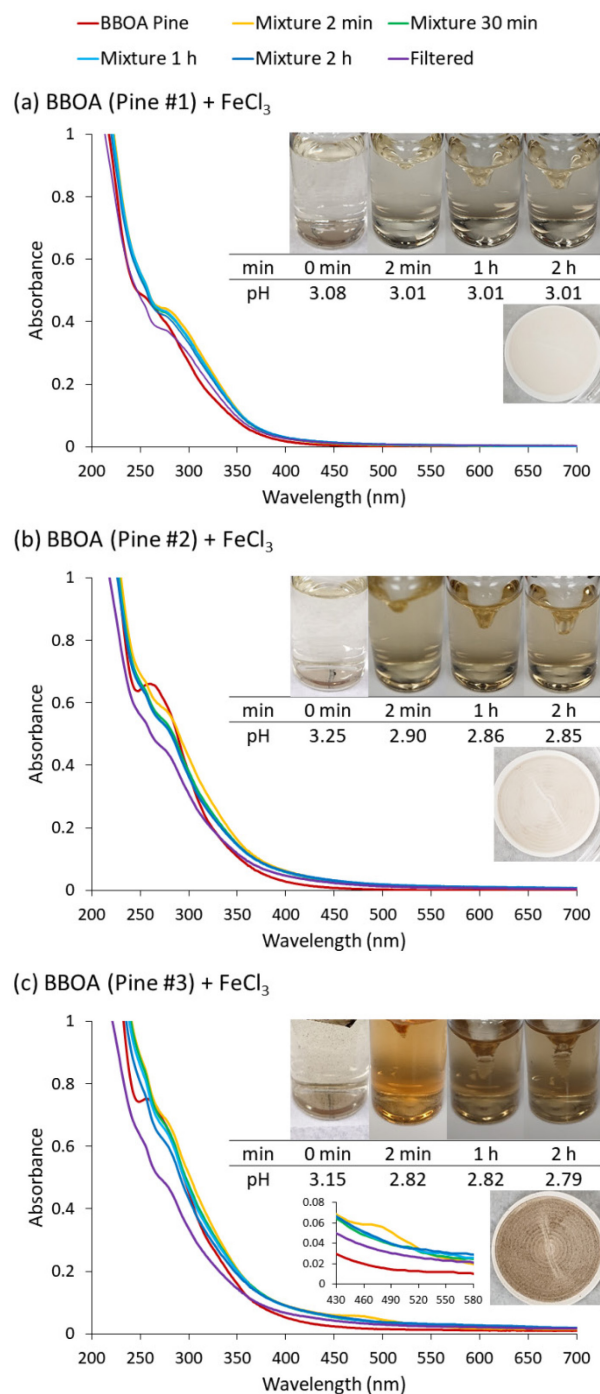 BBOA Pine Mixture 2 min Mixture 30 min
Mixture 1 h Mixture 2 h Filtered
(a) BBOA (Pine #1) + FeCl₃
1
0.8
0.6
0.4
0.2
0
Absorbance
min 0 min 2 min 1 h 2 h
pH 3.08 3.01 3.01 3.01
200 250 300 350 400 450 500 550 600 650 700
Wavelength (nm)
(b) BBOA (Pine #2) + FeCl₃
1
0.8
0.6
0.4
0.2
0
Absorbance
min 0 min 2 min 1 h 2 h
pH 3.25 2.90 2.86 2.85
200 250 300 350 400 450 500 550 600 650 700
Wavelength (nm)
(c) BBOA (Pine #3) + FeCl₃
1
0.8
0.6
0.4
0.2
0
Absorbance
min 0 min 2 min 1 h 2 h
pH 3.15 2.82 2.82 2.79
0.08
0.06
0.04
0.02
0
430 460 490 520 550 580
200 250 300 350 400 450 500 550 600 650 700
Wavelength (nm)